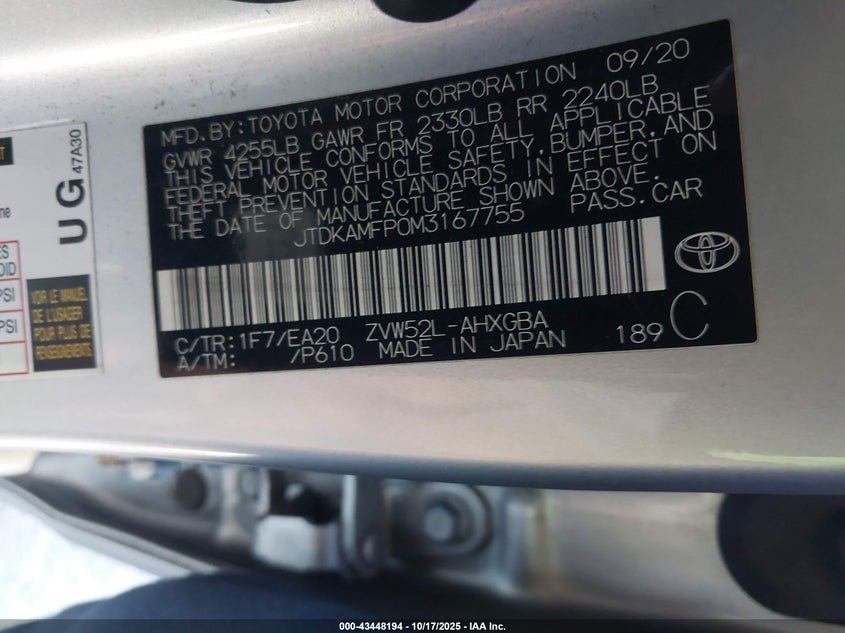 MFD. BY: TOYOTA MOTOR CORPORATION 09/20
GVWR 4255LB GAWR FR 2330LB RR 2240LB
THIS VEHICLE CONFORMS TO ALL APPLICABLE
FEDERAL MOTOR VEHICLE SAFETY, BUMPER, AND
THEFT PREVENTION STANDARDS IN EFFECT ON
THE DATE OF MANUFACTURE SHOWN ABOVE.
JTDKAMFP0M3167755 PASS. CAR
C/TR: 1F7/EA20 ZVW52L-AHXGBA
A/TM: /P610 MADE IN JAPAN 189 C
UG 47A30
PSI
PSI
VOIR LE MANUEL
DE L'USAGER
POUR PLUS DE
RENSEIGNEMENTS
000-43448194 - 10/17/2025 - IAA Inc.